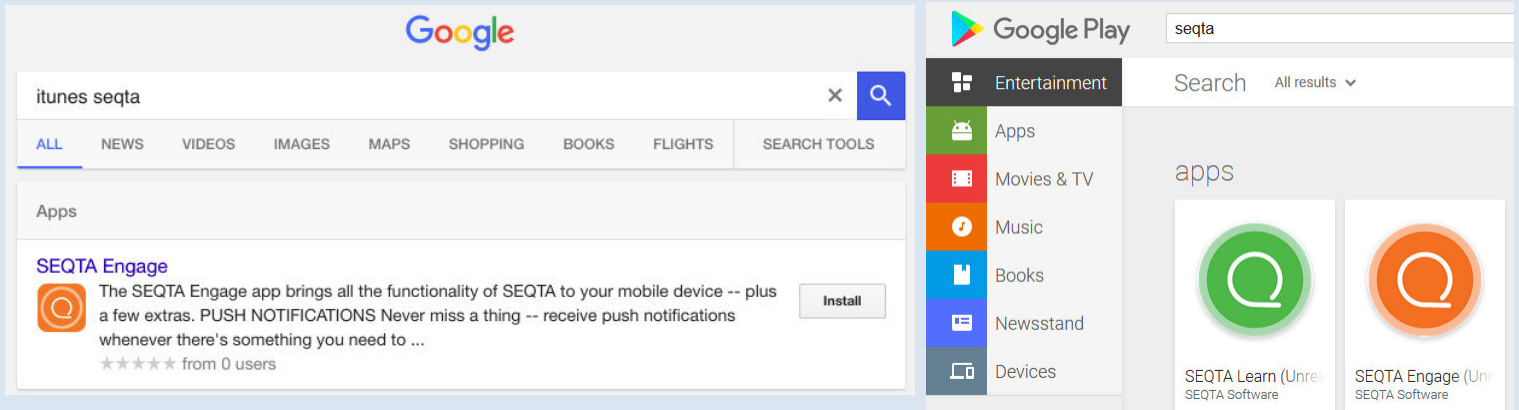 Google
itunes seqta
ALL NEWS VIDEOS IMAGES MAPS SHOPPING BOOKS FLIGHTS SEARCH TOOLS
Apps
SEQTA Engage
The SEQTA Engage app brings all the functionality of SEQTA to your mobile device -- plus
a few extras. PUSH NOTIFICATIONS Never miss a thing -- receive push notifications
whenever there's something you need to ...
Install
from 0 users
Google Play
seqta
Entertainment
Search All results
Apps
Movies & TV
Music
Books
Newsstand
Devices
apps
SEQTA Learn (Unrel
SEQTA Software
SEQTA Engage (Un
SEQTA Software